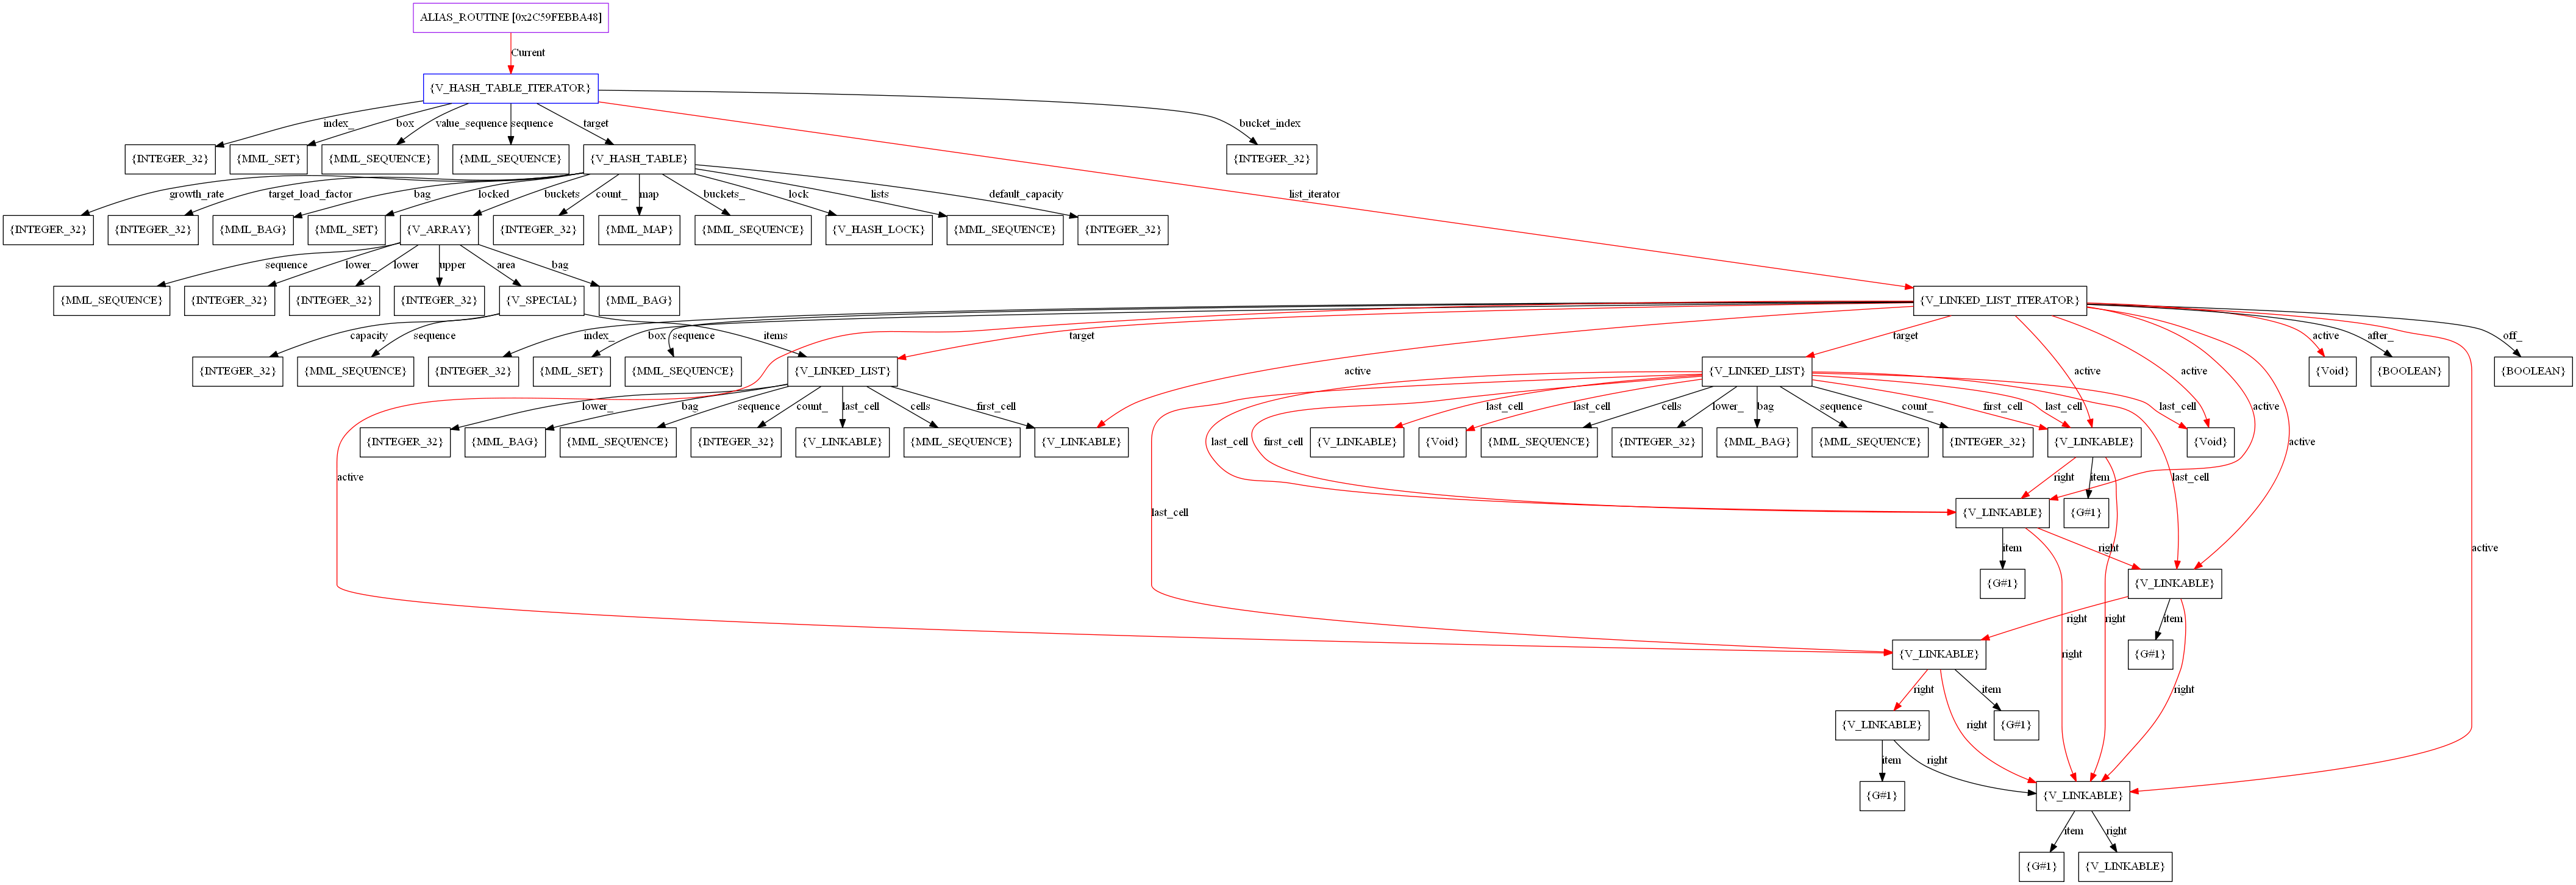 ALIAS_ROUTINE [0x2C59FEBBA48]
Current
{V_HASH_TABLE_ITERATOR}
index_ box value_sequence sequence target bucket_index
{INTEGER_32} {MML_SET} {MML_SEQUENCE} {MML_SEQUENCE} {V_HASH_TABLE} {INTEGER_32}
growth_rate target_load_factor bag locked buckets count_ map buckets_ lock lists default_capacity list_iterator
{INTEGER_32} {INTEGER_32} {MML_BAG} {MML_SET} {V_ARRAY} {INTEGER_32} {MML_MAP} {MML_SEQUENCE} {V_HASH_LOCK} {MML_SEQUENCE} {INTEGER_32}
sequence lower_ lower upper area bag
{MML_SEQUENCE} {INTEGER_32} {INTEGER_32} {INTEGER_32} {V_SPECIAL} {MML_BAG} {V_LINKED_LIST_ITERATOR}
capacity sequence index_ box sequence items target target active active active after_ off_
{INTEGER_32} {MML_SEQUENCE} {INTEGER_32} {MML_SET} {MML_SEQUENCE} {V_LINKED_LIST} {V_LINKED_LIST} {Void} {BOOLEAN} {BOOLEAN}
active active active
lower_ bag sequence count_ last_cell cells first_cell last_cell last_cell cells lower_ bag sequence count_ first_cell last_cell last_cell active
{INTEGER_32} {MML_BAG} {MML_SEQUENCE} {INTEGER_32} {V_LINKABLE} {MML_SEQUENCE} {V_LINKABLE} {V_LINKABLE} {Void} {MML_SEQUENCE} {INTEGER_32} {MML_BAG} {MML_SEQUENCE} {INTEGER_32} {V_LINKABLE} {Void}
last_cell first_cell active
active right item last_cell
last_cell {V_LINKABLE} {G#1}
item right active
{G#1} {V_LINKABLE}
right right item
{V_LINKABLE} right {G#1}
right item right
{V_LINKABLE} right {G#1}
item right
{G#1} {V_LINKABLE}
item right
{G#1} {V_LINKABLE}